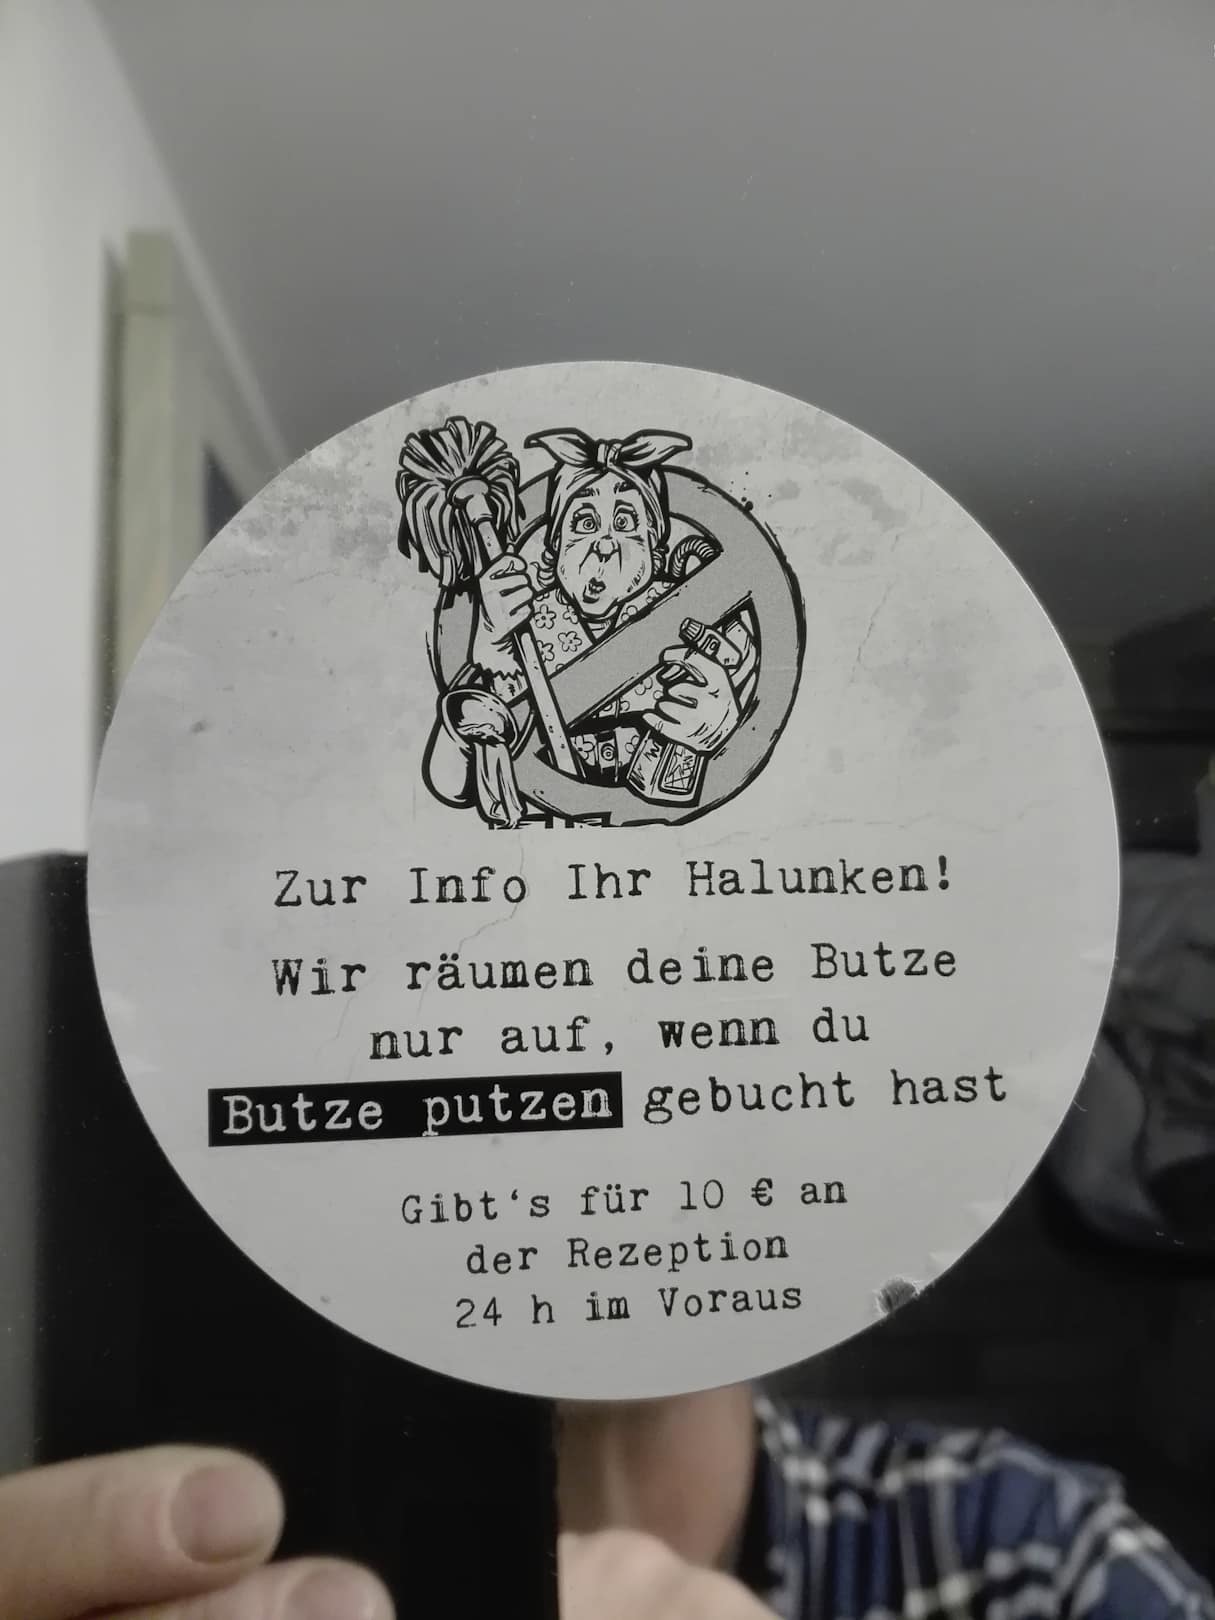 Zur Info Ihr Halunken!
Wir räumen deine Butze
nur auf, wenn du
Butze putzen gebucht hast
Gibt‘s für 10 € an
der Rezeption
24 h im Voraus